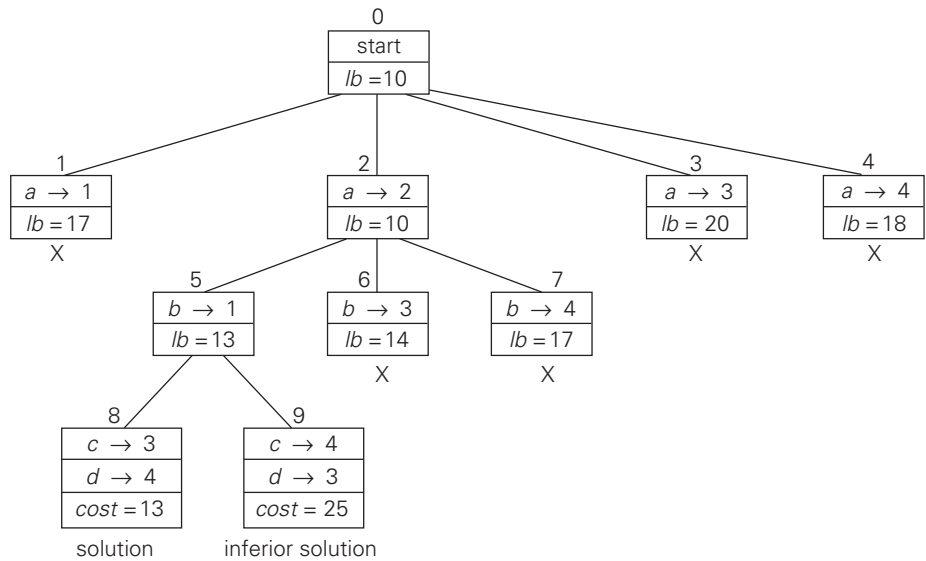 0
start
lb = 10
1
2
3
4
a → 1
a → 2
a → 3
a → 4
lb = 17
lb = 10
lb = 20
lb = 18
X
X
X
5
6
7
b → 1
b → 3
b → 4
lb = 13
lb = 14
lb = 17
X
X
8
9
c → 3
c → 4
d → 4
d → 3
cost = 13
cost = 25
solution
inferior solution